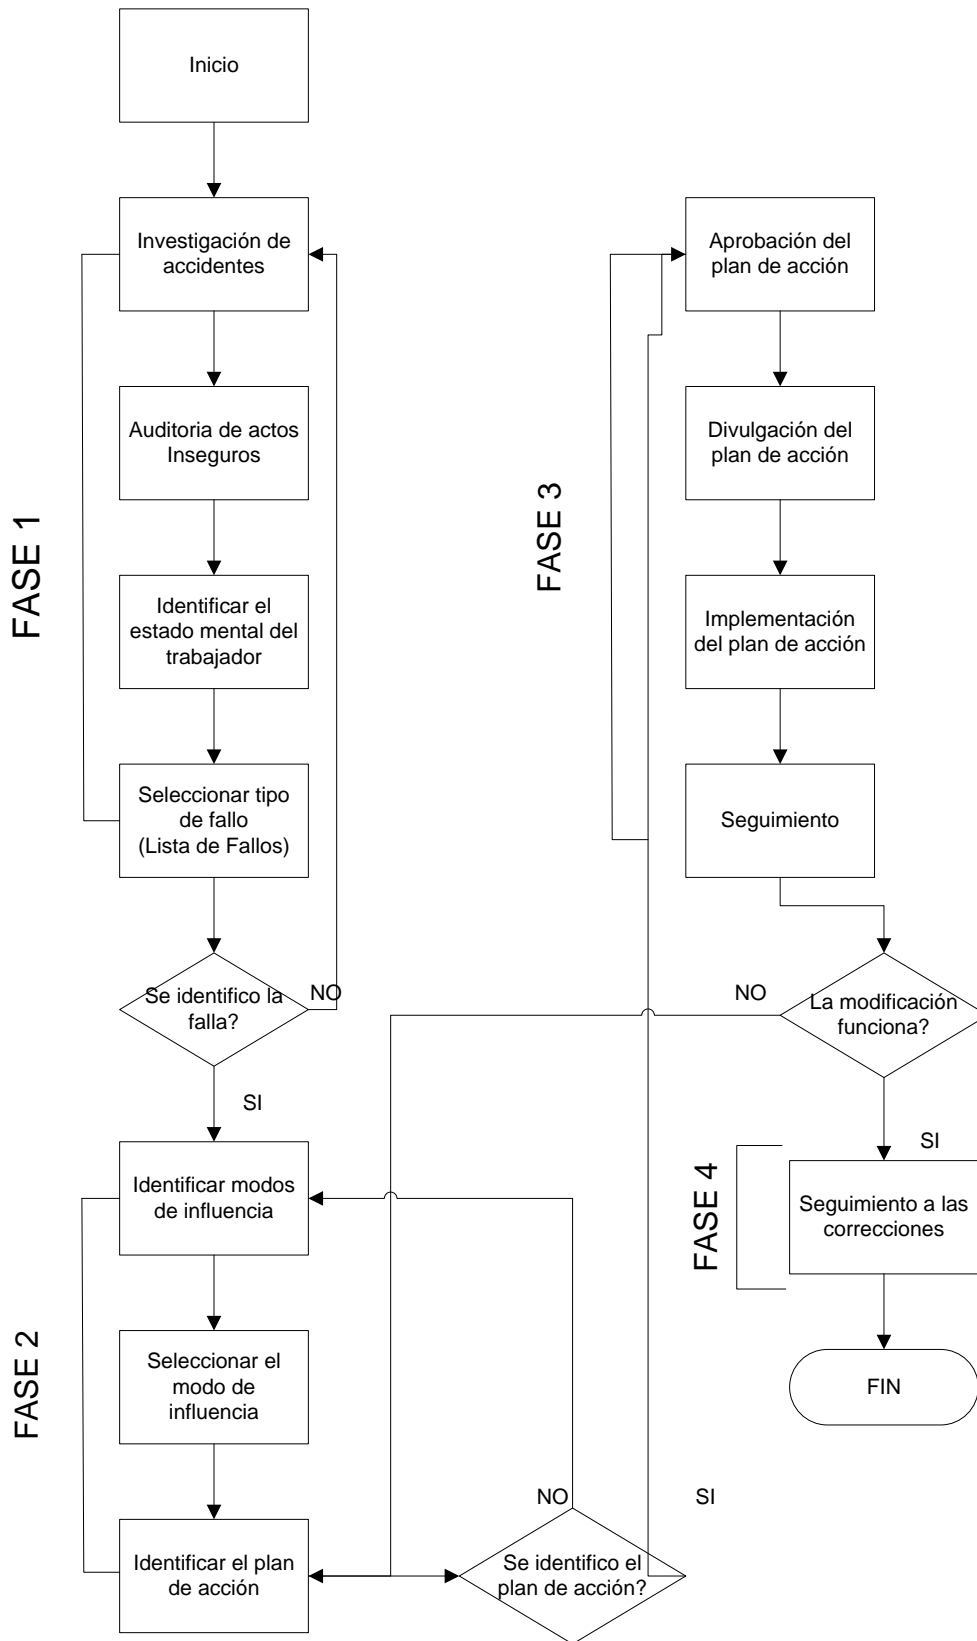 Inicio
Investigación de
accidentes
Auditoria de actos
Inseguros
Identificar el
estado mental del
trabajador
Seleccionar tipo
de fallo
(Lista de Fallos)
FASE 1
Se identifico la
falla?
NO
SI
Identificar modos
de influencia
Seleccionar el
modo de
influencia
Identificar el plan
de acción
FASE 2
Se identifico el
plan de acción?
NO
SI
FASE 3
Aprobación del
plan de acción
Divulgación del
plan de acción
Implementación
del plan de acción
Seguimiento
La modificación
funciona?
NO
SI
FASE 4
Seguimiento a las
correcciones
FIN